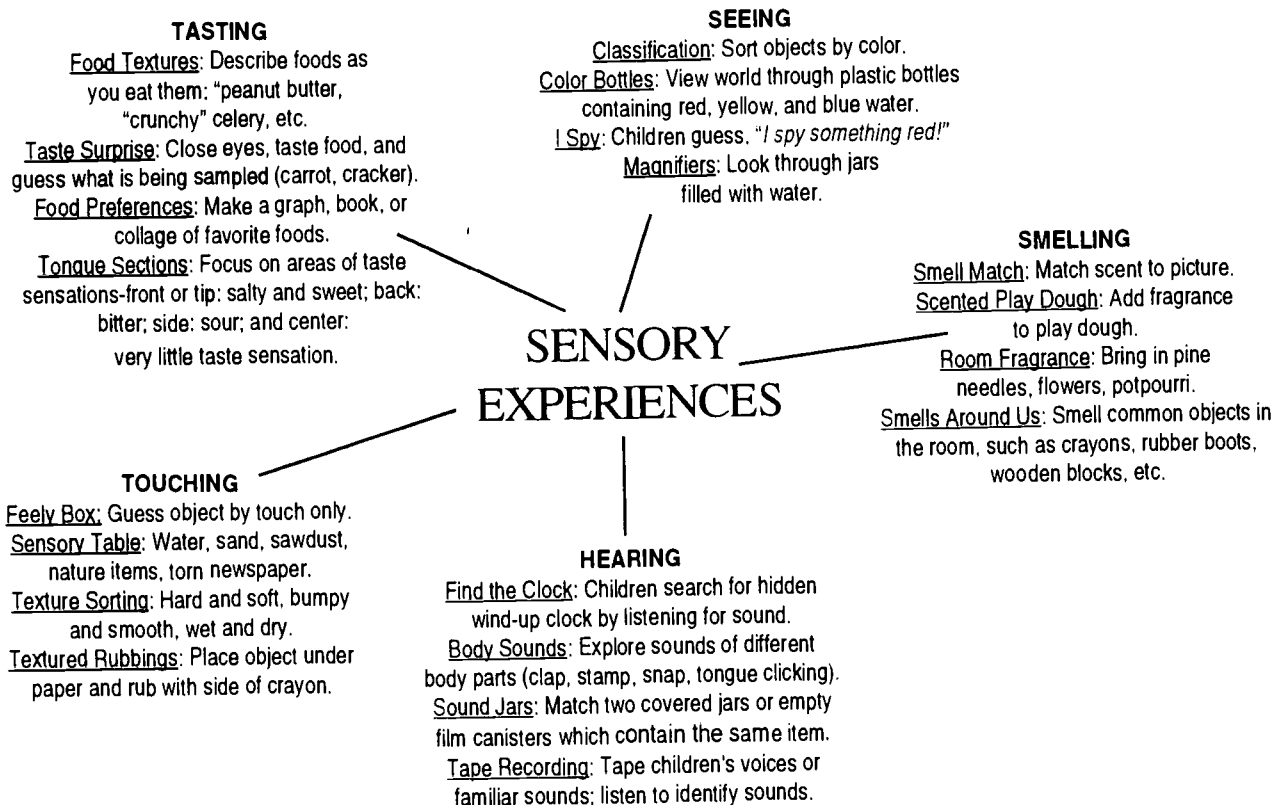 TASTING
Food Textures: Describe foods as
you eat them: "peanut butter,
"crunchy" celery, etc.
Taste Surprise: Close eyes, taste food, and
guess what is being sampled (carrot, cracker).
Food Preferences: Make a graph, book, or
collage of favorite foods.
Tongue Sections: Focus on areas of taste
sensations-front or tip: salty and sweet; back:
bitter; side: sour; and center:
very little taste sensation.
SEEING
Classification: Sort objects by color.
Color Bottles: View world through plastic bottles
containing red, yellow, and blue water.
I Spy: Children guess, "I spy something red!"
Magnifiers: Look through jars
filled with water.
SMELLING
Smell Match: Match scent to picture.
Scented Play Dough: Add fragrance
to play dough.
Room Fragrance: Bring in pine
needles, flowers, potpourri.
Smells Around Us: Smell common objects in
the room, such as crayons, rubber boots,
wooden blocks, etc.
SENSORY
EXPERIENCES
TOUCHING
Feely Box: Guess object by touch only.
Sensory Table: Water, sand, sawdust,
nature items, torn newspaper.
Texture Sorting: Hard and soft, bumpy
and smooth, wet and dry.
Textured Rubbings: Place object under
paper and rub with side of crayon.
HEARING
Find the Clock: Children search for hidden
wind-up clock by listening for sound.
Body Sounds: Explore sounds of different
body parts (clap, stamp, snap, tongue clicking).
Sound Jars: Match two covered jars or empty
film canisters which contain the same item.
Tape Recording: Tape children's voices or
familiar sounds; listen to identify sounds.